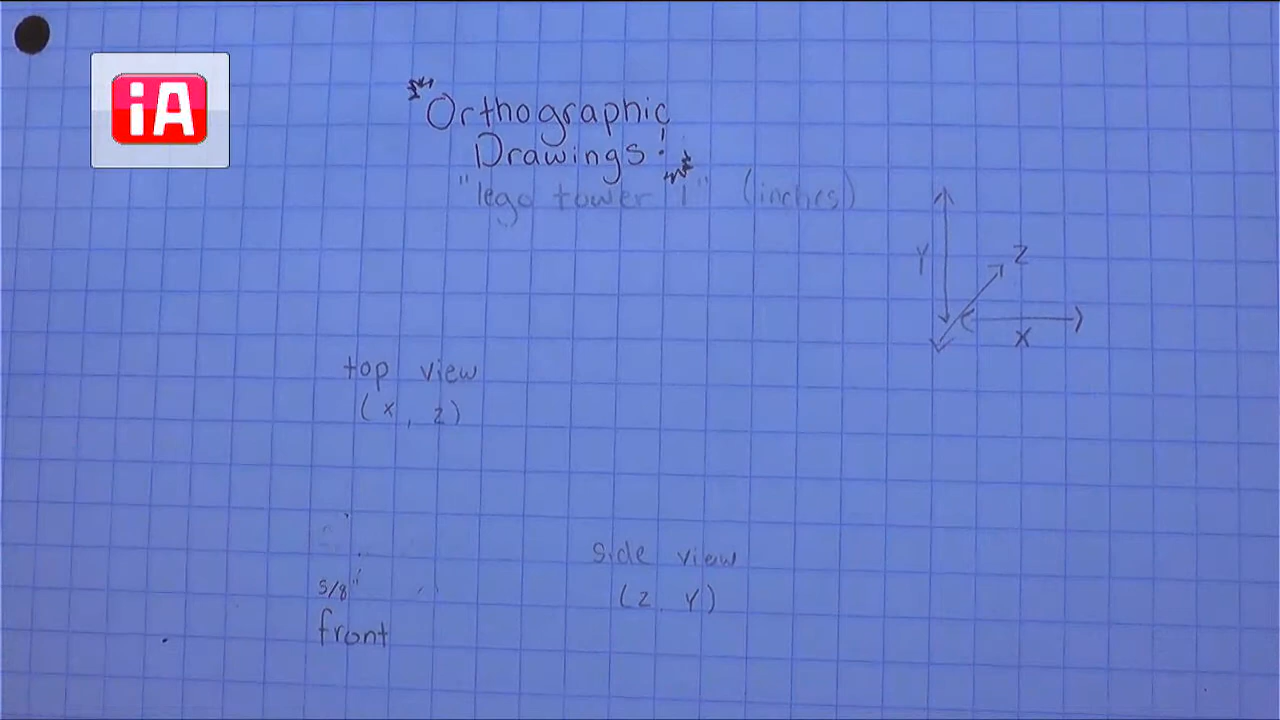 iA
Orthographic
Drawings!
"lego tower 1" (inches)
Y
Z
X
top view
(x, z)
side view
(z, Y)
5/8"
front